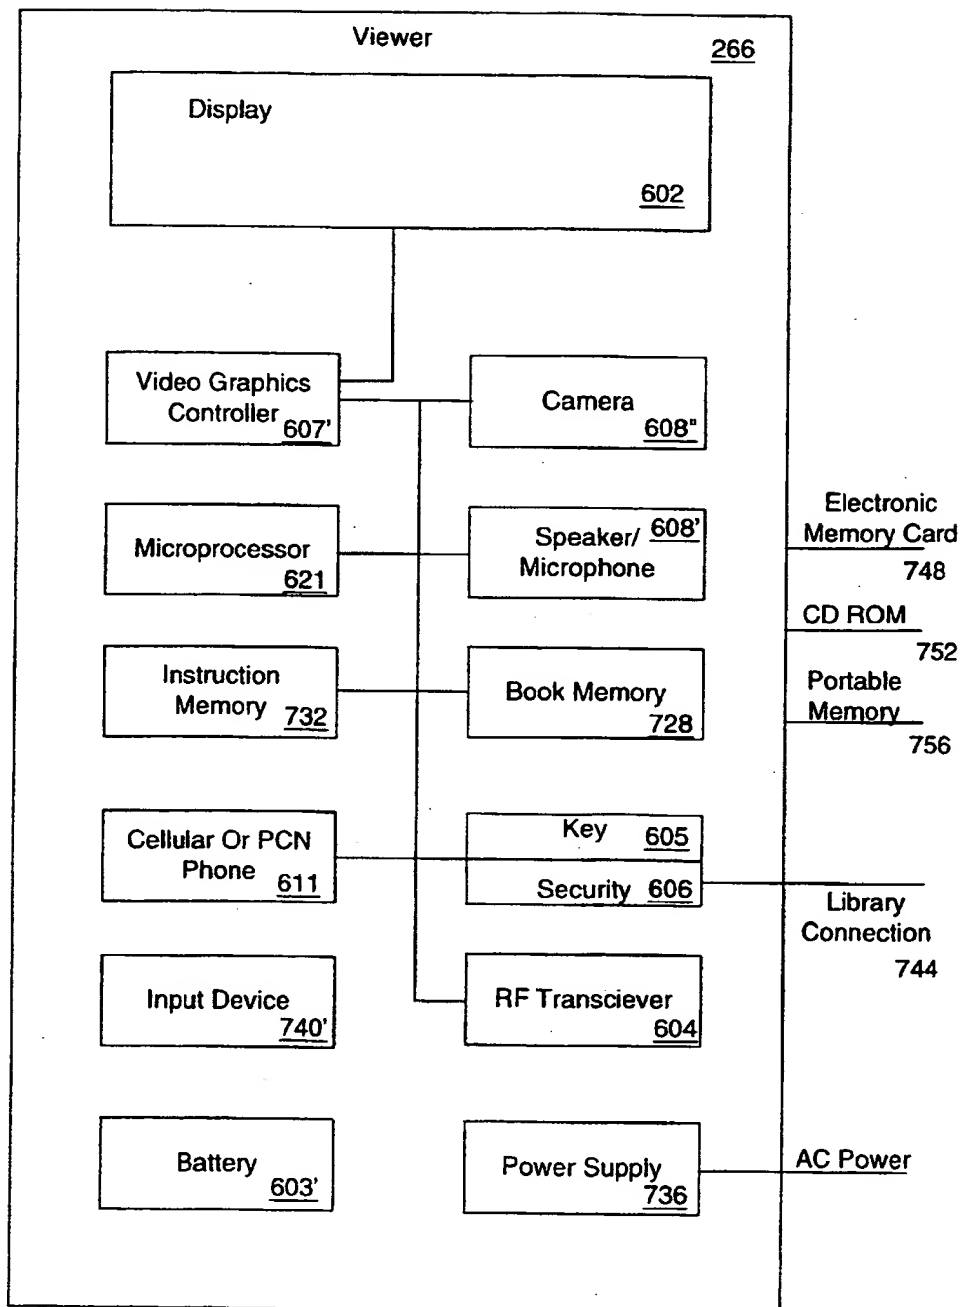 Viewer
266
Display
602
Video Graphics
Controller
607'
Camera
608"
Microprocessor
621
Speaker/
Microphone
608'
Instruction
Memory
732
Book Memory
728
Cellular Or PCN
Phone
611
Key
605
Security
606
Input Device
740'
RF Transciever
604
Battery
603'
Power Supply
736
Electronic
Memory Card
748
CD ROM
752
Portable
Memory
756
Library
Connection
744
AC Power